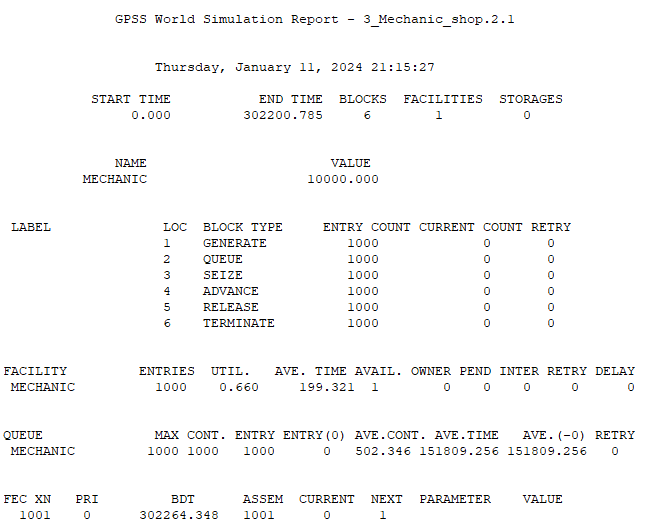 GPSS World Simulation Report - 3_Mechanic_shop.2.1
Thursday, January 11, 2024 21:15:27
START TIME END TIME BLOCKS FACILITIES STORAGES
0.000 302200.785 6 1 0
NAME VALUE
MECHANIC 10000.000
LABEL LOC BLOCK TYPE ENTRY COUNT CURRENT COUNT RETRY
1 GENERATE 1000 0 0
2 QUEUE 1000 0 0
3 SEIZE 1000 0 0
4 ADVANCE 1000 0 0
5 RELEASE 1000 0 0
6 TERMINATE 1000 0 0
FACILITY ENTRIES UTIL. AVE. TIME AVAIL. OWNER PEND INTER RETRY DELAY
MECHANIC 1000 0.660 199.321 1 0 0 0 0 0
QUEUE MAX CONT. ENTRY ENTRY(0) AVE.CONT. AVE.TIME AVE.(-0) RETRY
MECHANIC 1000 1000 1000 0 502.346 151809.256 151809.256 0
FEC XN PRI BDT ASSEM CURRENT NEXT PARAMETER VALUE
1001 0 302264.348 1001 0 1